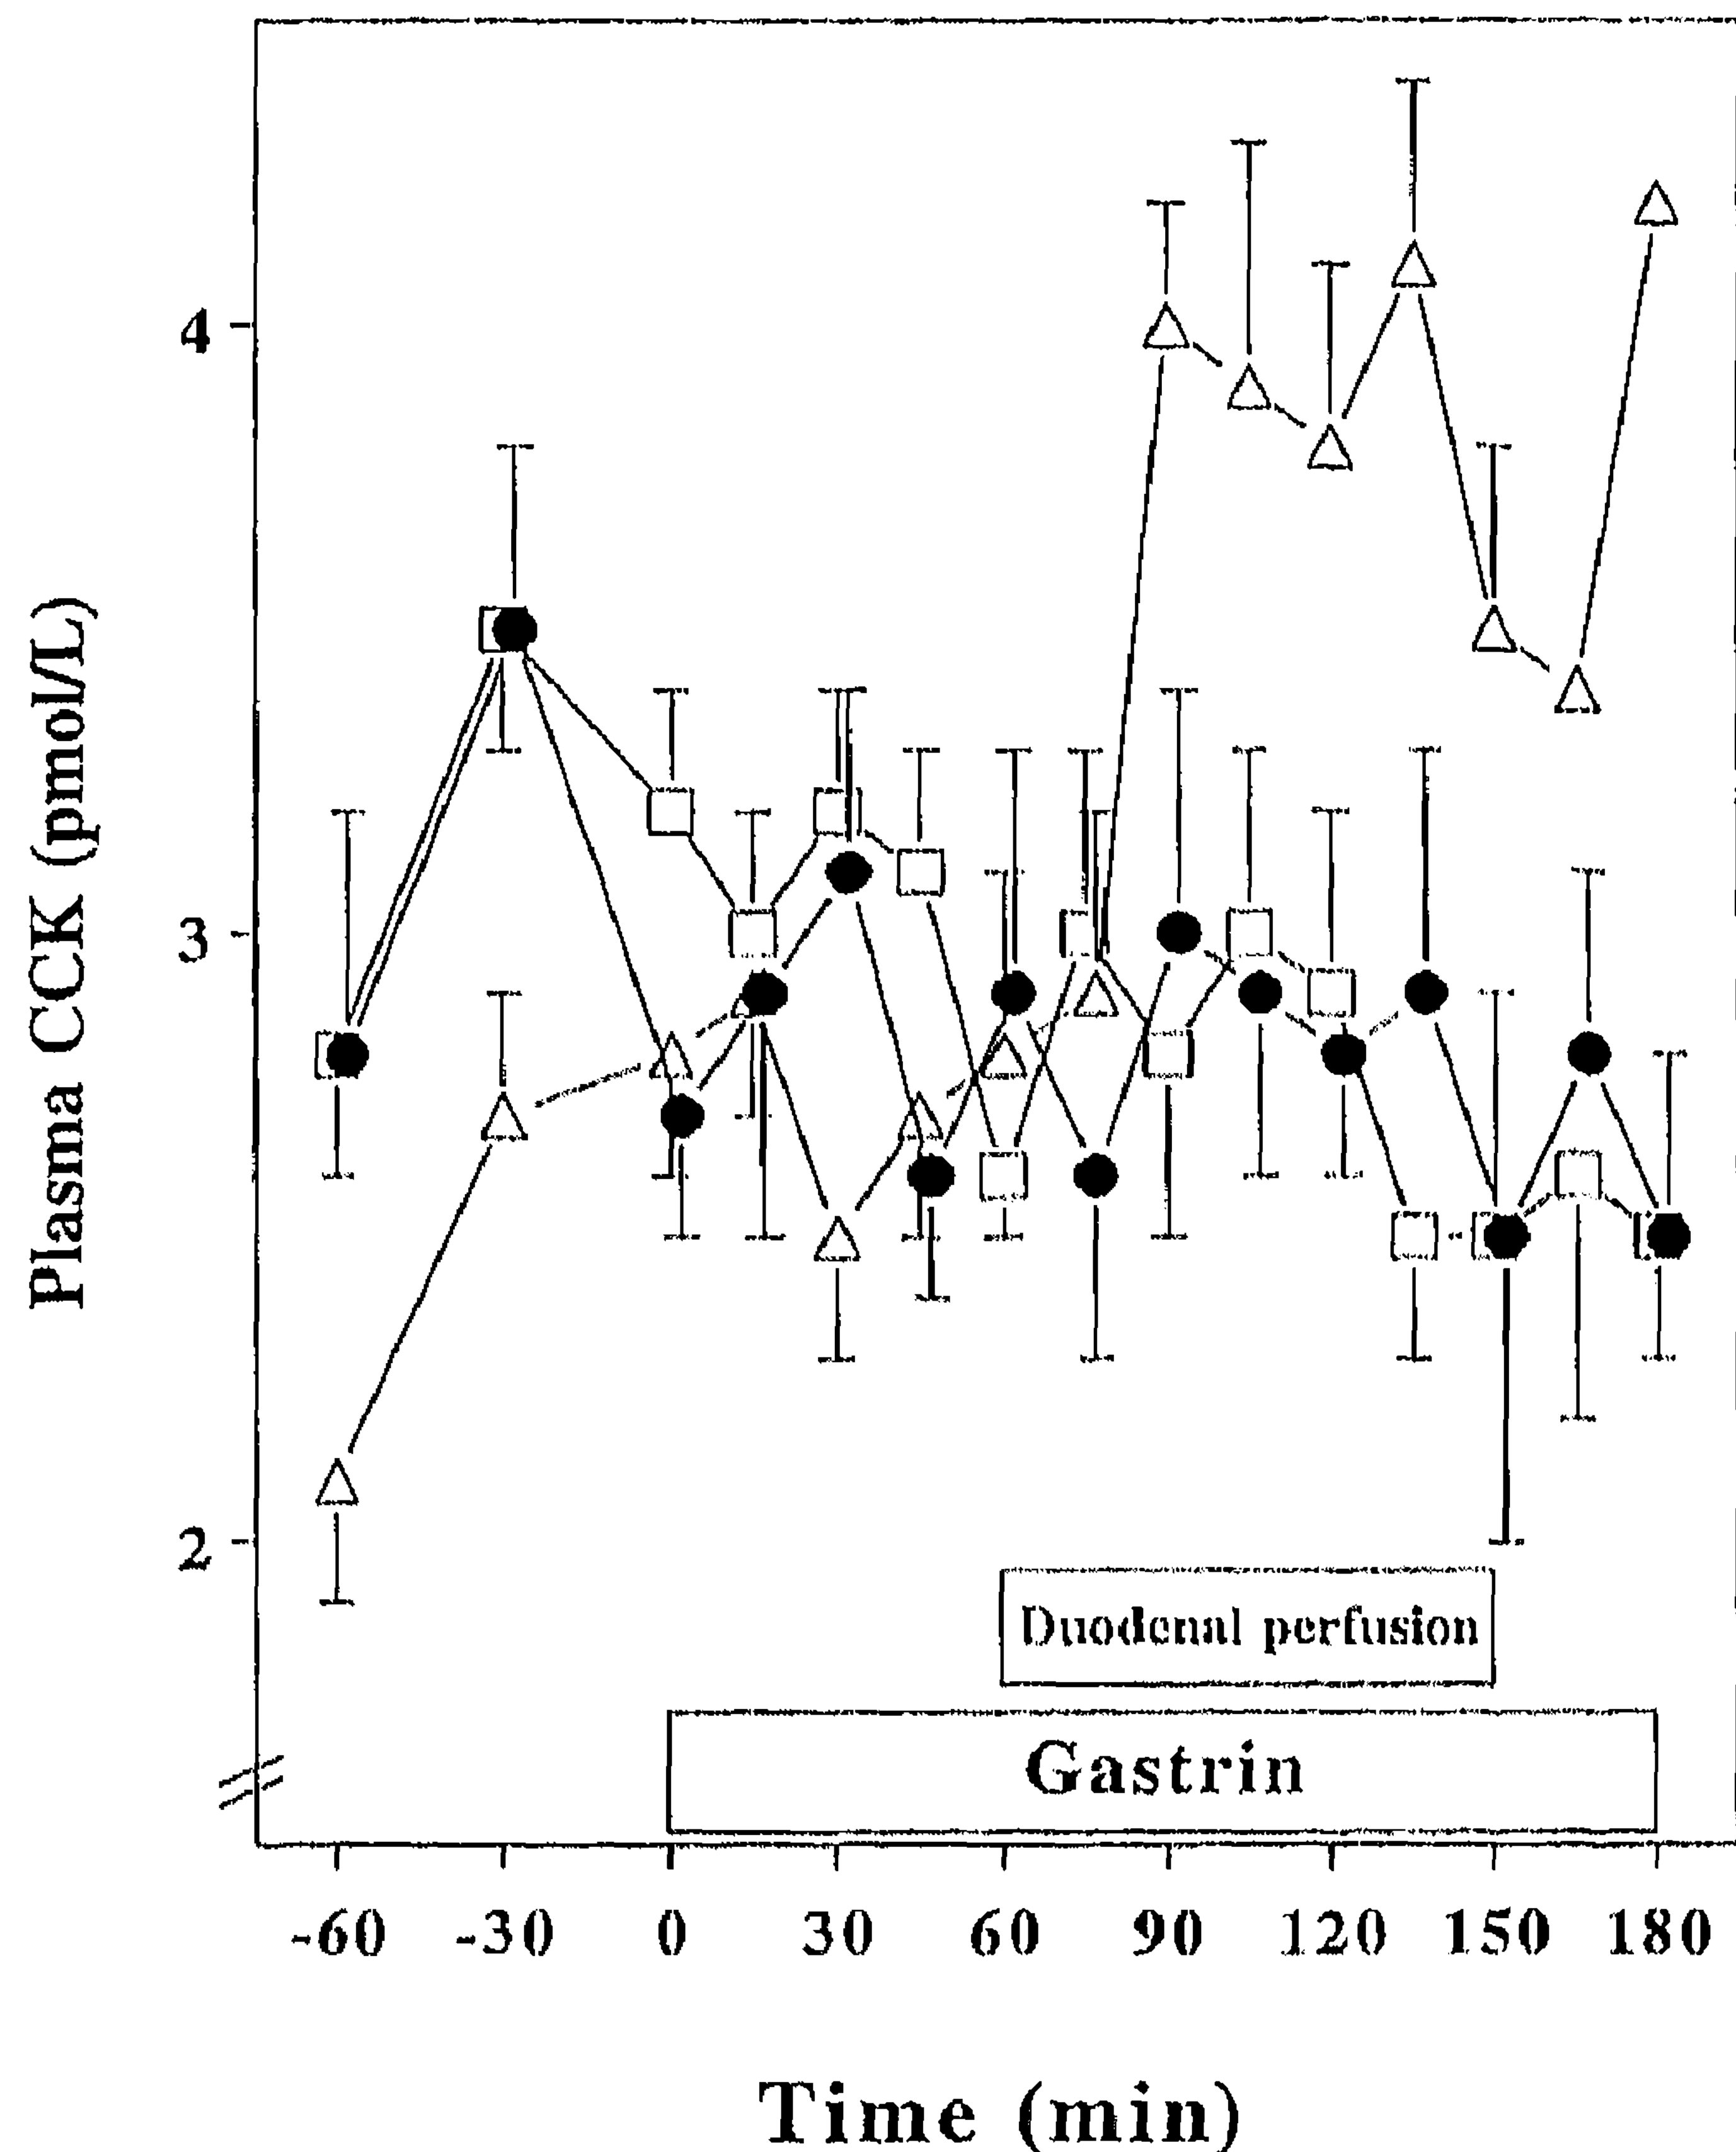 Plasma CCK (pmol/L)
4
3
2
Duodenal perfusion
Gastrin
-60 -30 0 30 60 90 120 150 180
Time (min)